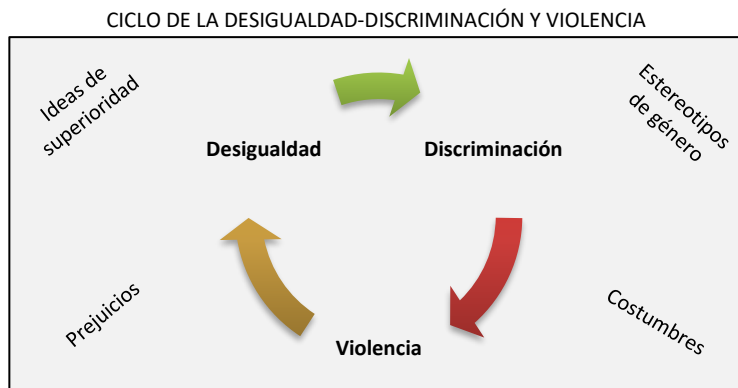 CICLO DE LA DESIGUALDAD-DISCRIMINACIÓN Y VIOLENCIA
Ideas de
superioridad
Estereotipos
de género
Desigualdad
Discriminación
Prejuicios
Costumbres
Violencia